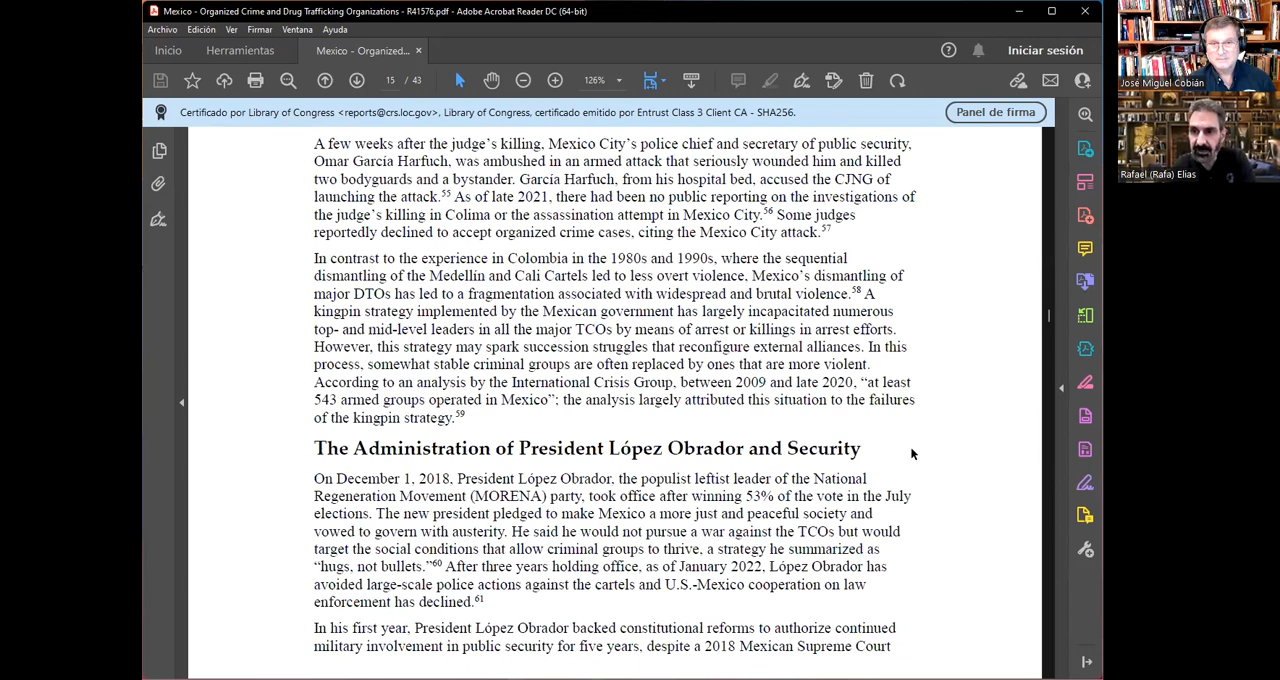 Mexico - Organized Crime and Drug Trafficking Organizations - R41576.pdf - Adobe Acrobat Reader DC (64-bit)
Archivo Edición Ver Firmar Ventana Ayuda
Inicio Herramientas Mexico - Organized... × Iniciar sesión
15 / 43 126%
Certificado por Library of Congress <reports@crs.loc.gov>, Library of Congress, certificado emitido por Entrust Class 3 Client CA - SHA256. Panel de firma
A few weeks after the judge's killing, Mexico City's police chief and secretary of public security,
Omar García Harfuch, was ambushed in an armed attack that seriously wounded him and killed
two bodyguards and a bystander. García Harfuch, from his hospital bed, accused the CJNG of
launching the attack.55 As of late 2021, there had been no public reporting on the investigations of
the judge's killing in Colima or the assassination attempt in Mexico City.56 Some judges
reportedly declined to accept organized crime cases, citing the Mexico City attack.57
In contrast to the experience in Colombia in the 1980s and 1990s, where the sequential
dismantling of the Medellín and Cali Cartels led to less overt violence, Mexico's dismantling of
major DTOs has led to a fragmentation associated with widespread and brutal violence.58 A
kingpin strategy implemented by the Mexican government has largely incapacitated numerous
top- and mid-level leaders in all the major TCOs by means of arrest or killings in arrest efforts.
However, this strategy may spark succession struggles that reconfigure external alliances. In this
process, somewhat stable criminal groups are often replaced by ones that are more violent.
According to an analysis by the International Crisis Group, between 2009 and late 2020, "at least
543 armed groups operated in Mexico"; the analysis largely attributed this situation to the failures
of the kingpin strategy.59
The Administration of President López Obrador and Security
On December 1, 2018, President López Obrador, the populist leftist leader of the National
Regeneration Movement (MORENA) party, took office after winning 53% of the vote in the July
elections. The new president pledged to make Mexico a more just and peaceful society and
vowed to govern with austerity. He said he would not pursue a war against the TCOs but would
target the social conditions that allow criminal groups to thrive, a strategy he summarized as
"hugs, not bullets."60 After three years holding office, as of January 2022, López Obrador has
avoided large-scale police actions against the cartels and U.S.-Mexico cooperation on law
enforcement has declined.61
In his first year, President López Obrador backed constitutional reforms to authorize continued
military involvement in public security for five years, despite a 2018 Mexican Supreme Court
José Miguel Cobián
Rafael (Rafa) Elias